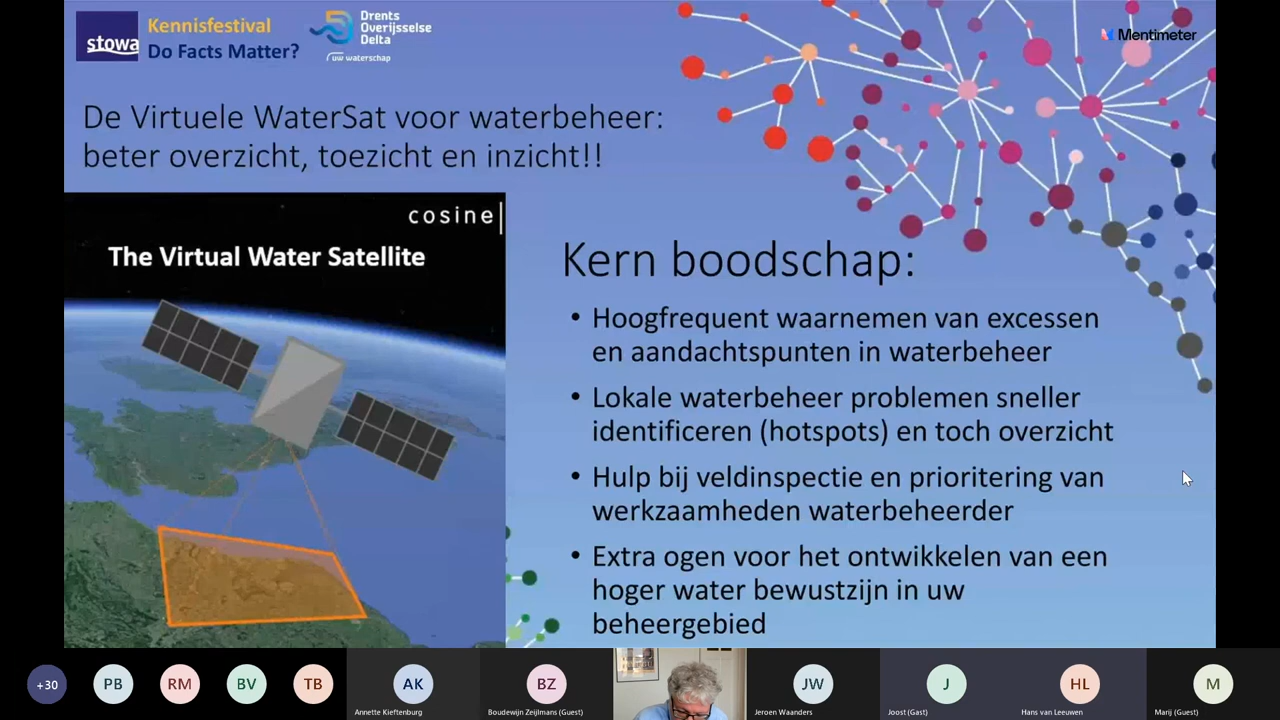 stowa
Kennisfestival
Do Facts Matter?
Drents
Overijsselse
Delta
uw waterschap
Mentimeter
De Virtuele WaterSat voor waterbeheer:
beter overzicht, toezicht en inzicht!!
cosine
The Virtual Water Satellite
Kern boodschap:
• Hoogfrequent waarnemen van excessen
en aandachtspunten in waterbeheer
• Lokale waterbeheer problemen sneller
identificeren (hotspots) en toch overzicht
• Hulp bij veldinspectie en prioritering van
werkzaamheden waterbeheerder
• Extra ogen voor het ontwikkelen van een
hoger water bewustzijn in uw
beheergebied
+30
PB
RM
BV
TB
AK
Annette Kieftenburg
BZ
Boudewijn Zeijlmans (Guest)
JW
Jeroen Waanders
J
Joost (Gast)
HL
Hans van Leeuwen
M
Marij (Guest)